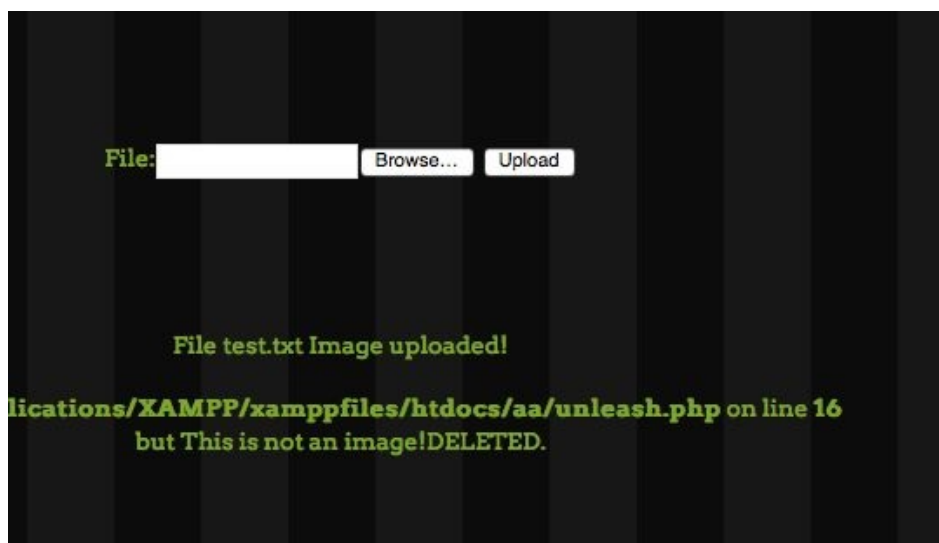 File: Browse... Upload
File test.txt Image uploaded!
lications/XAMPP/xamppfiles/htdocs/aa/unleash.php on line 16
but This is not an image!DELETED.